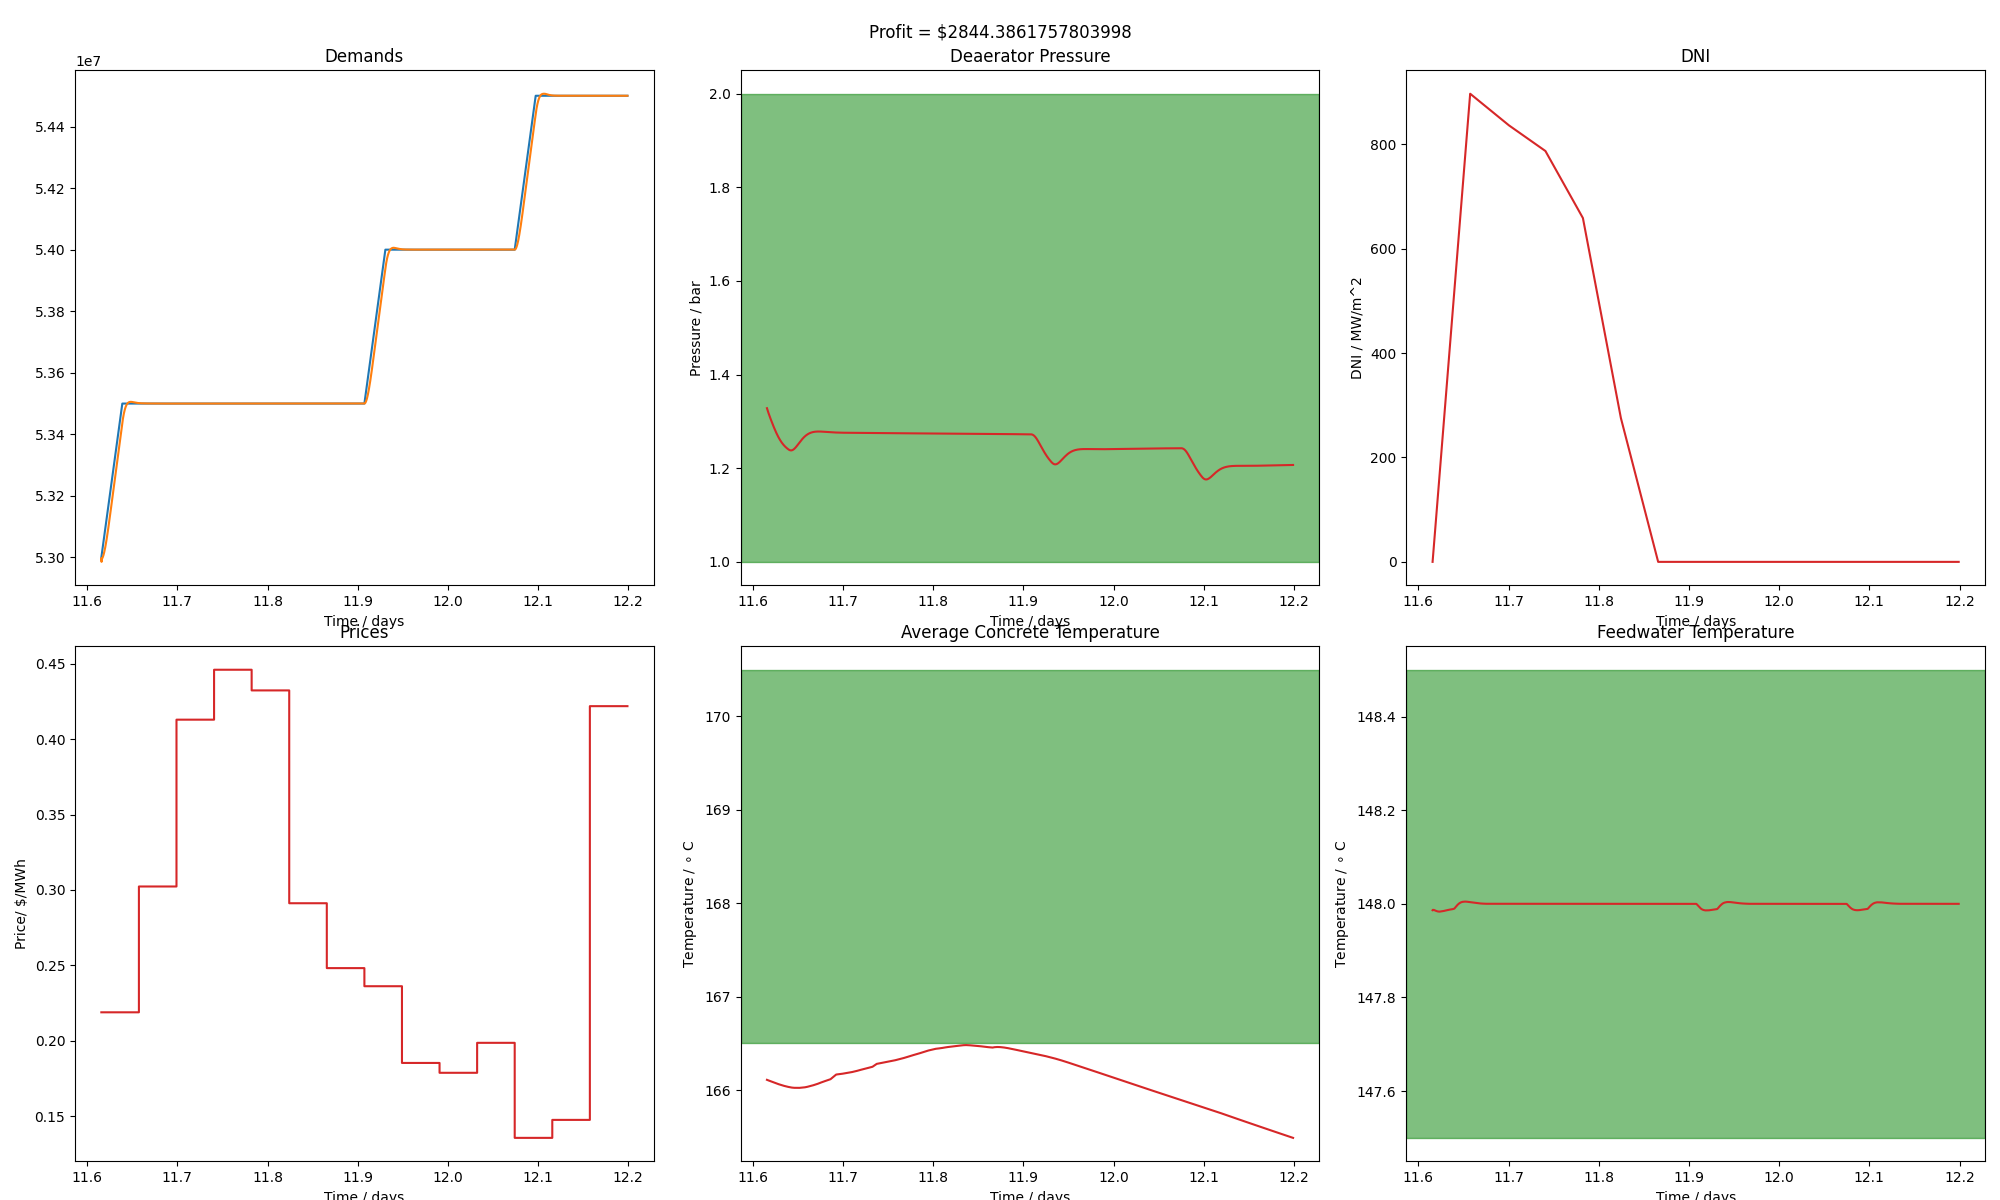 Profit = $2844.3861757803998
Demands
1e7
5.44
5.42
5.40
5.38
5.36
5.34
5.32
5.30
11.6 11.7 11.8 11.9 12.0 12.1 12.2
Time / days
Deaerator Pressure
Pressure / bar
2.0
1.8
1.6
1.4
1.2
1.0
11.6 11.7 11.8 11.9 12.0 12.1 12.2
Time / days
DNI
DNI / MW/m^2
800
600
400
200
0
11.6 11.7 11.8 11.9 12.0 12.1 12.2
Time / days
Prices
Price/ $/MWh
0.45
0.40
0.35
0.30
0.25
0.20
0.15
11.6 11.7 11.8 11.9 12.0 12.1 12.2
Time / days
Average Concrete Temperature
Temperature / ∘ C
170
169
168
167
166
11.6 11.7 11.8 11.9 12.0 12.1 12.2
Time / days
Feedwater Temperature
Temperature / ∘ C
148.4
148.2
148.0
147.8
147.6
11.6 11.7 11.8 11.9 12.0 12.1 12.2
Time / days